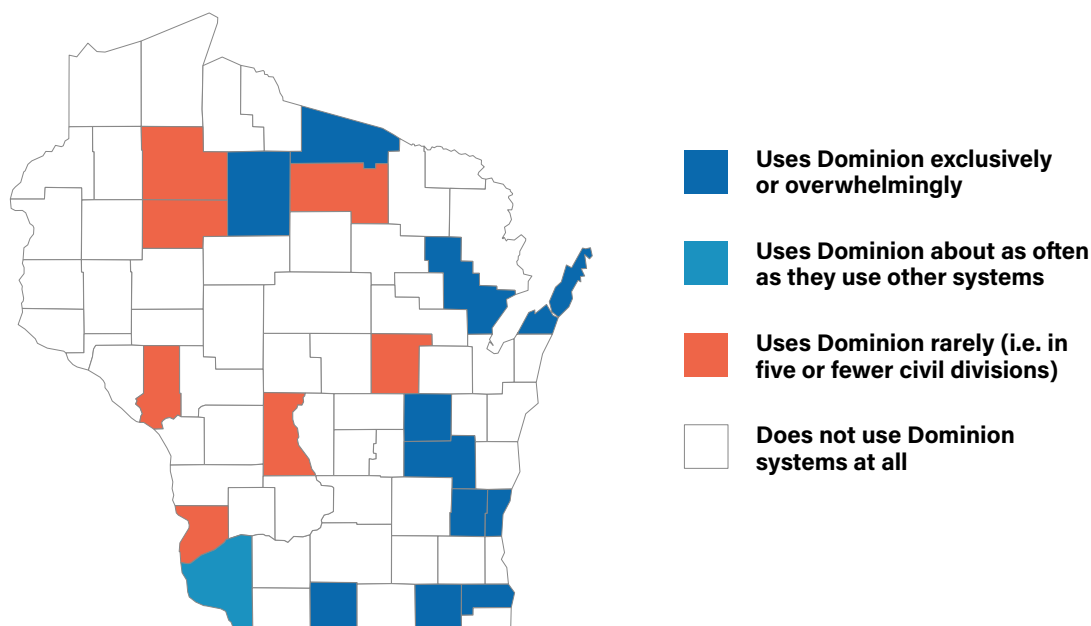 Uses Dominion exclusively
or overwhelmingly
Uses Dominion about as often
as they use other systems
Uses Dominion rarely (i.e. in
five or fewer civil divisions)
Does not use Dominion
systems at all